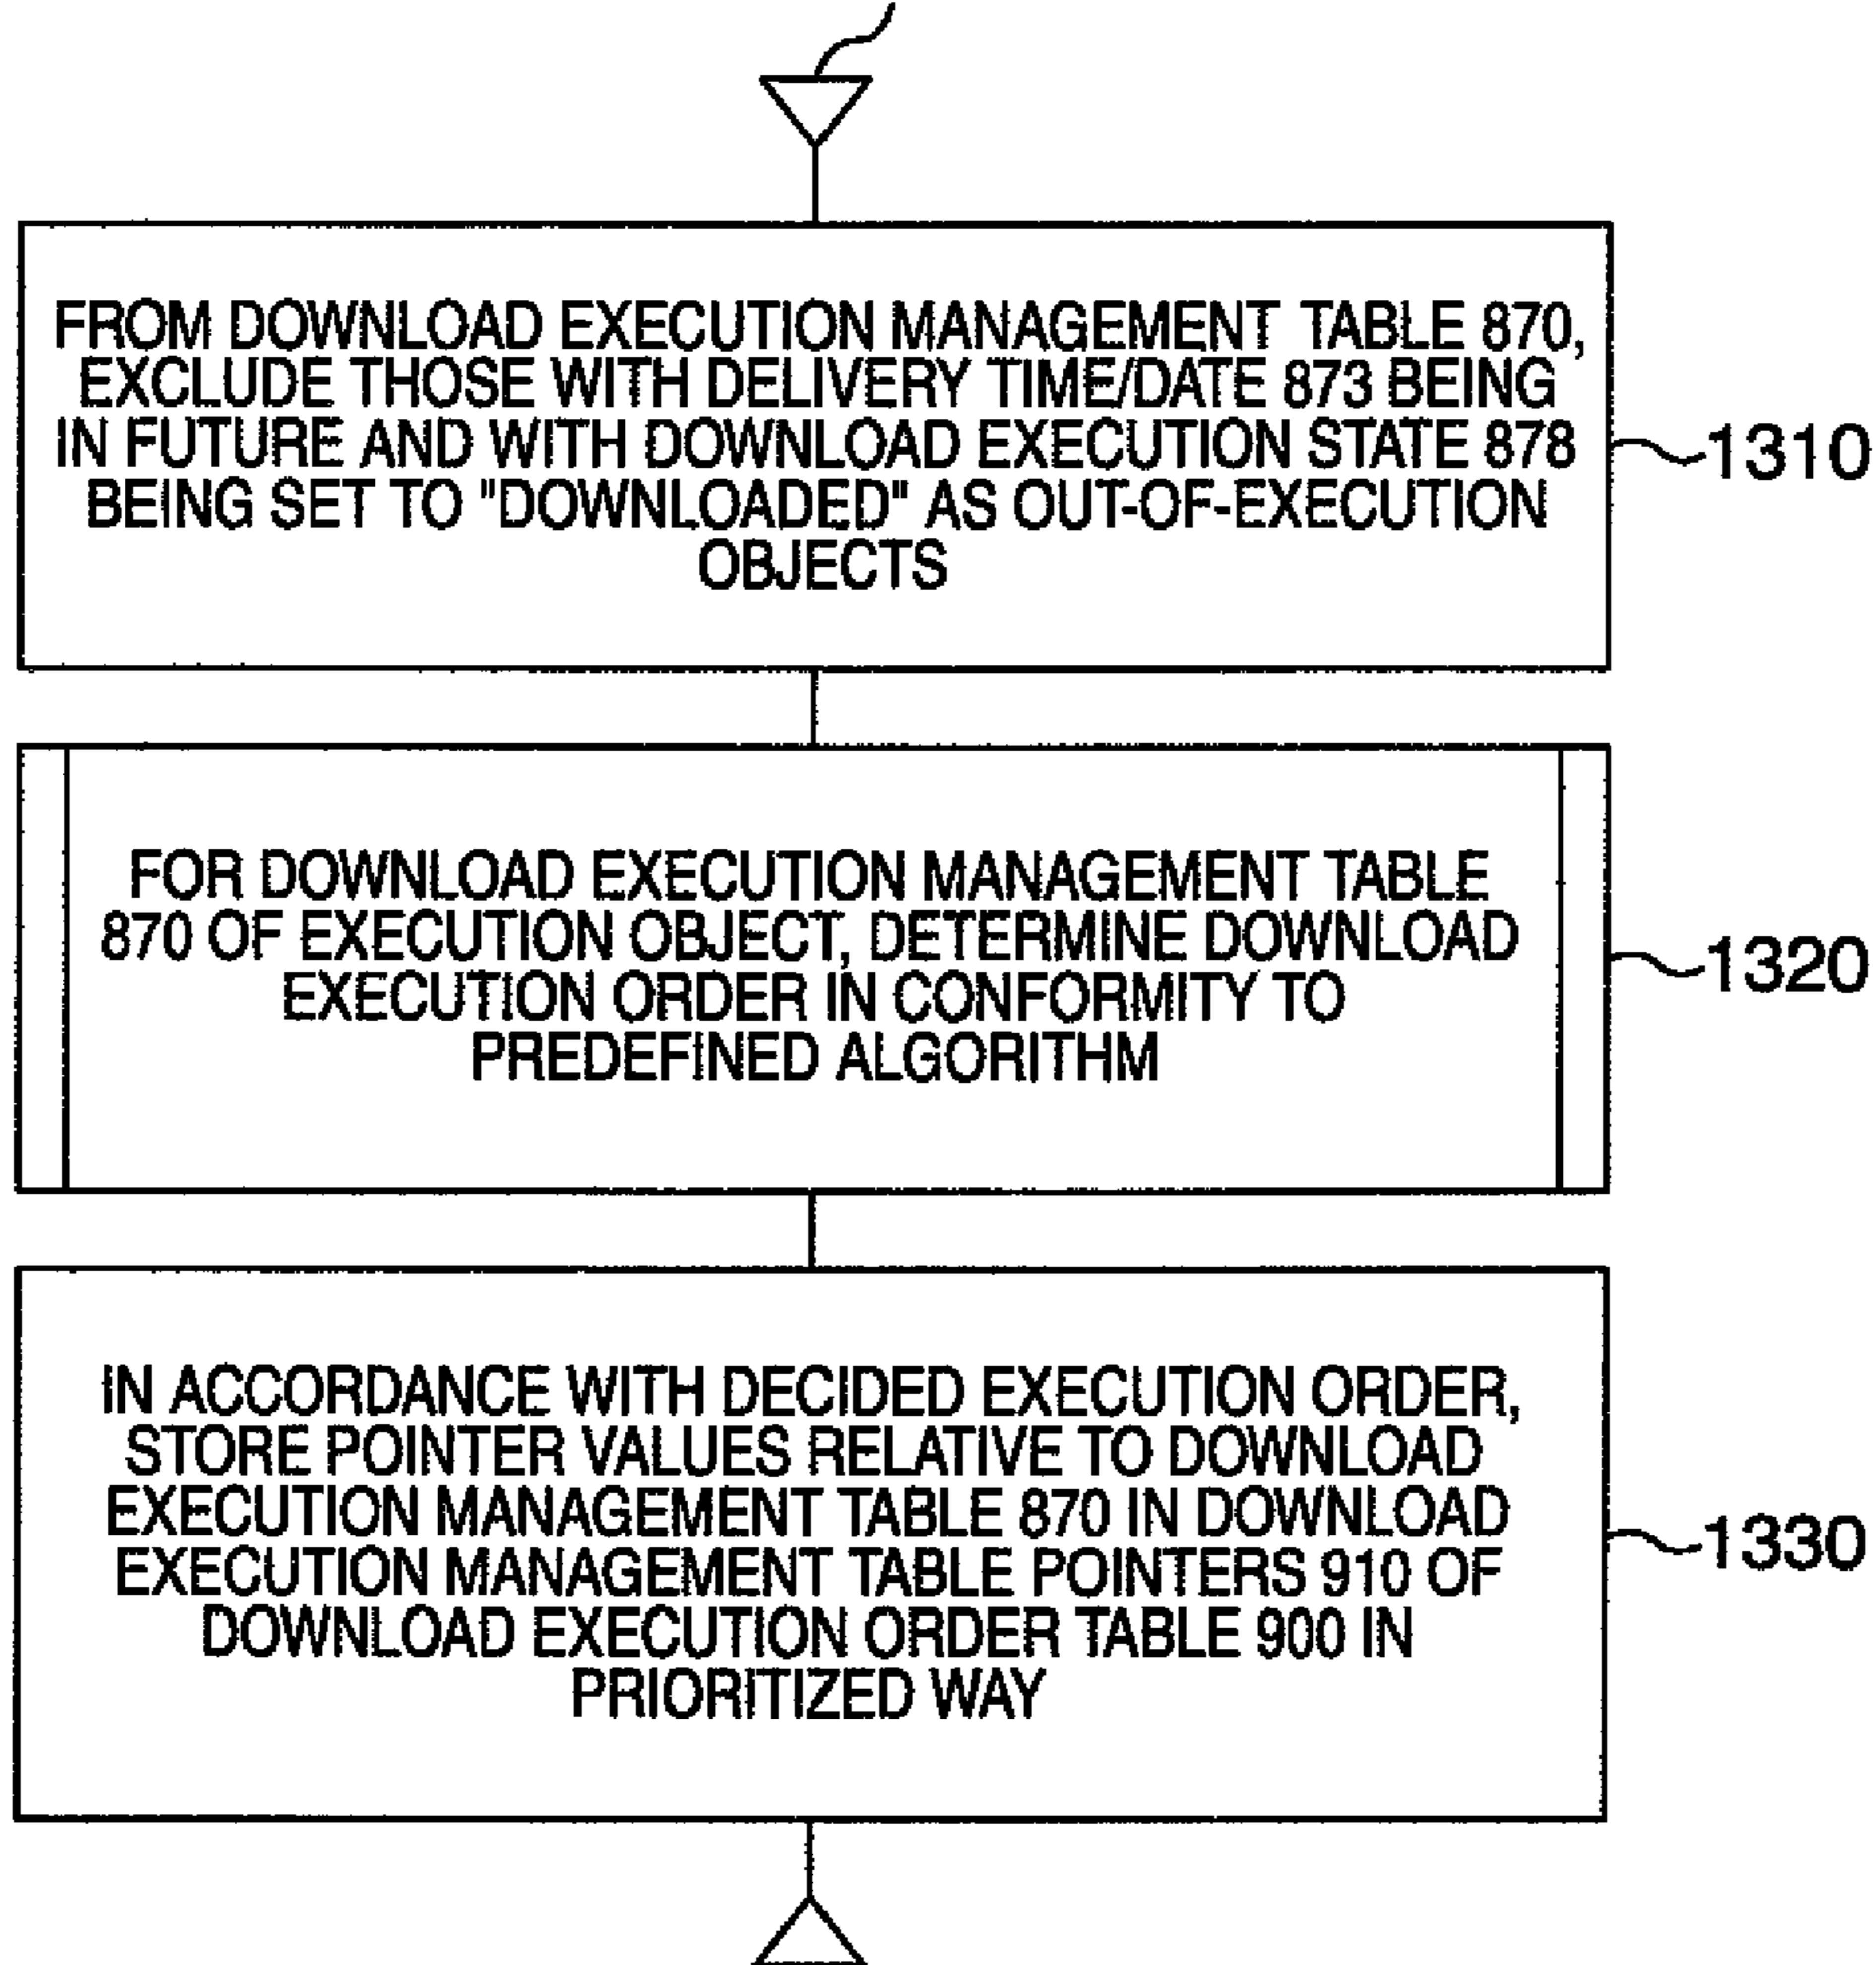 FROM DOWNLOAD EXECUTION MANAGEMENT TABLE 870,
EXCLUDE THOSE WITH DELIVERY TIME/DATE 873 BEING
IN FUTURE AND WITH DOWNLOAD EXECUTION STATE 878
BEING SET TO "DOWNLOADED" AS OUT-OF-EXECUTION
OBJECTS
1310
FOR DOWNLOAD EXECUTION MANAGEMENT TABLE
870 OF EXECUTION OBJECT, DETERMINE DOWNLOAD
EXECUTION ORDER IN CONFORMITY TO
PREDEFINED ALGORITHM
1320
IN ACCORDANCE WITH DECIDED EXECUTION ORDER,
STORE POINTER VALUES RELATIVE TO DOWNLOAD
EXECUTION MANAGEMENT TABLE 870 IN DOWNLOAD
EXECUTION MANAGEMENT TABLE POINTERS 910 OF
DOWNLOAD EXECUTION ORDER TABLE 900 IN
PRIORITIZED WAY
1330